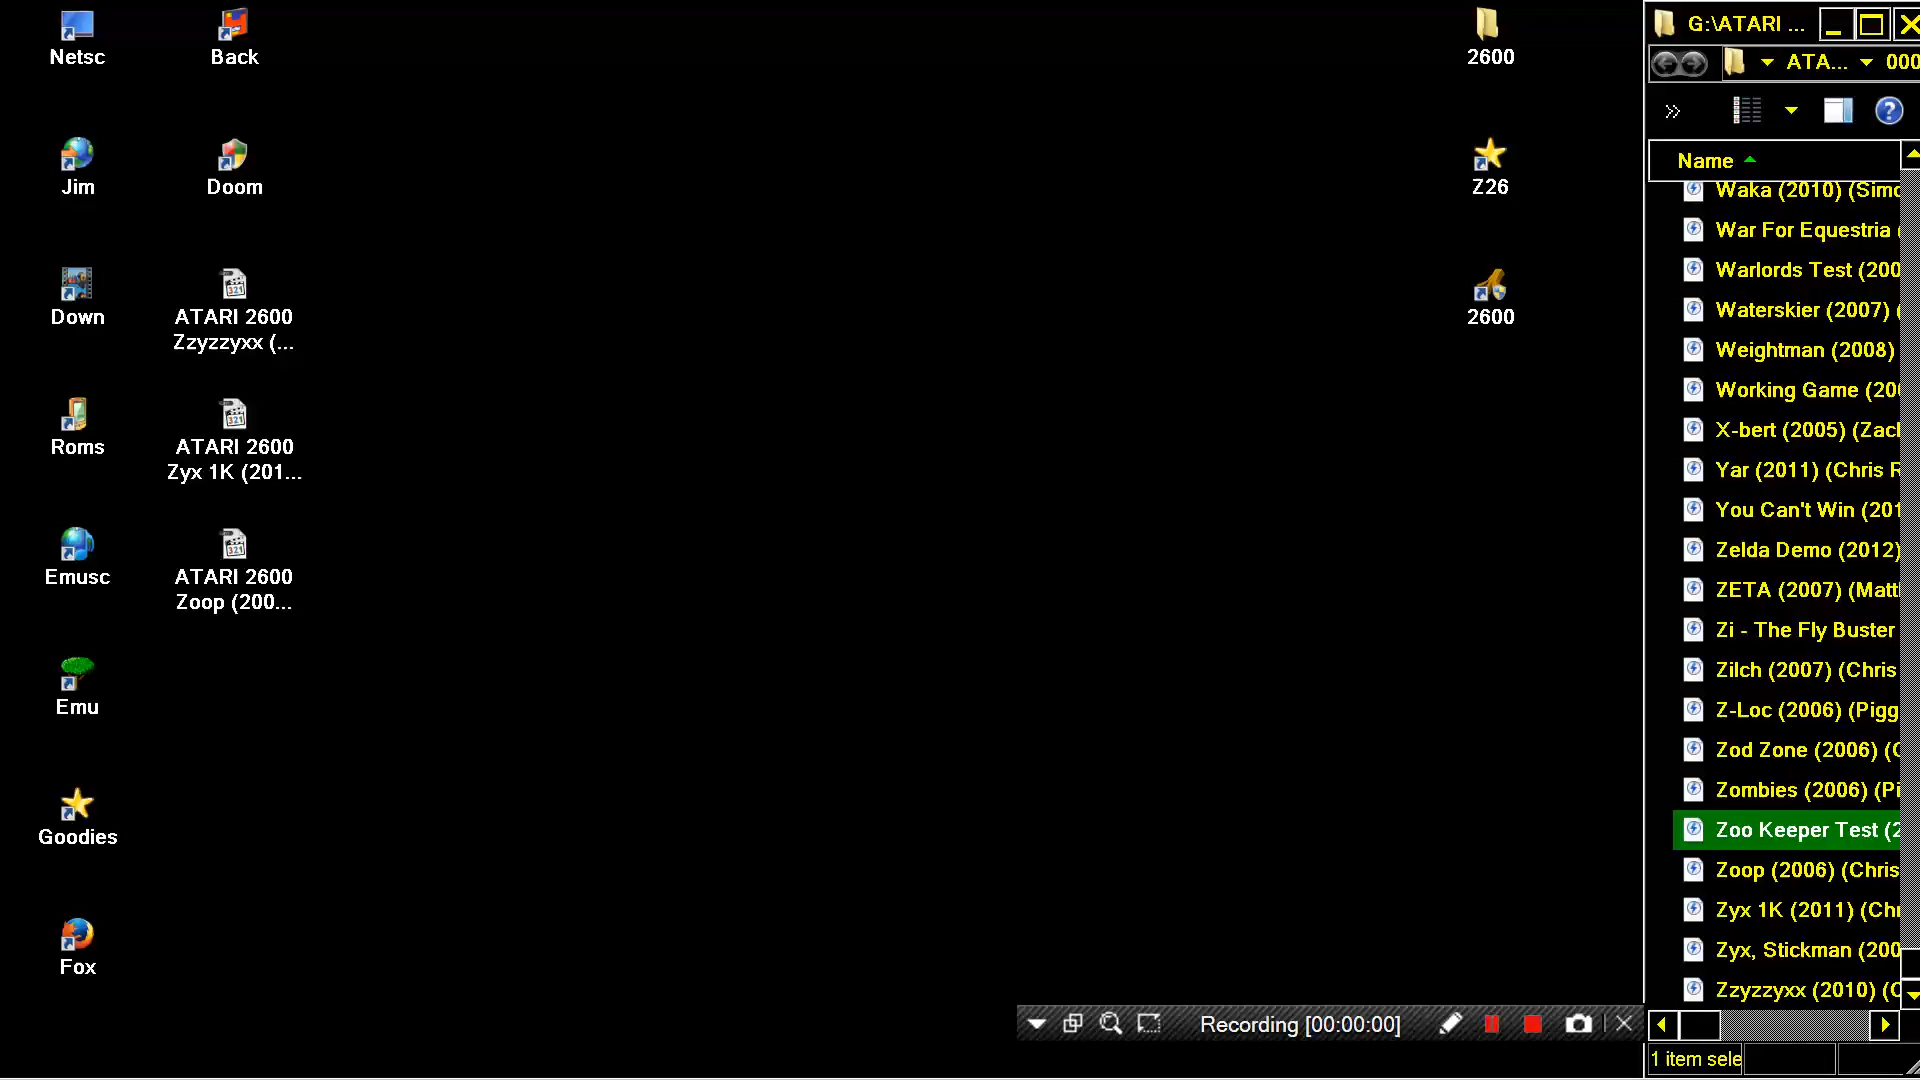 Netsc
Back
Jim
Doom
Down
ATARI 2600
Zzyzzyxx (...
Roms
ATARI 2600
Zyx 1K (201...
Emusc
ATARI 2600
Zoop (200...
Emu
Goodies
Fox
2600
Z26
2600
G:\ATARI ...
ATA... 000
Name
Waka (2010) (Simo
War For Equestria (
Warlords Test (200
Waterskier (2007) (
Weightman (2008)
Working Game (200
X-bert (2005) (Zach
Yar (2011) (Chris R
You Can't Win (201
Zelda Demo (2012)
ZETA (2007) (Matt
Zi - The Fly Buster
Zilch (2007) (Chris
Z-Loc (2006) (Pigg
Zod Zone (2006) (C
Zombies (2006) (Pi
Zoo Keeper Test (2
Zoop (2006) (Chris
Zyx 1K (2011) (Chr
Zyx, Stickman (200
Zzyzzyxx (2010) (C
Recording [00:00:00]
1 item sele